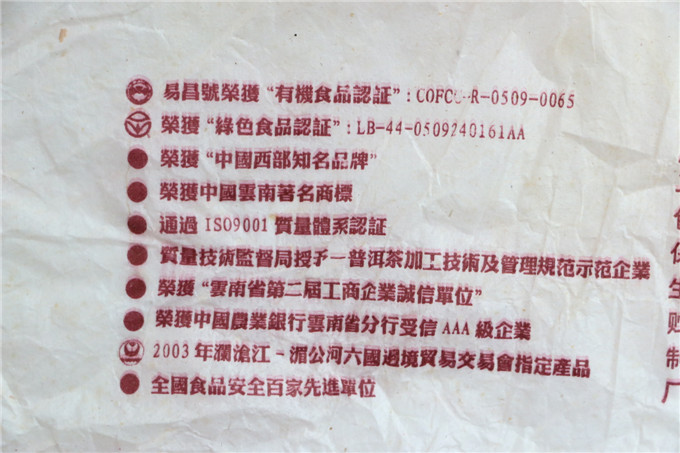 易昌號榮獲“有機食品認証”:COFCC-R-0509-0065
榮獲“綠色食品認証”:LB-44-0509240161AA
榮獲“中國西部知名品牌”
榮獲中國雲南著名商標
通過ISO9001質量體系認証
質量技術監督局授予—普洱茶加工技術及管理規范示范企業
榮獲“雲南省第二屆工商企業誠信單位”
榮獲中國農業銀行雲南省分行受信AAA級企業
2003年瀾滄江-湄公河六國過境貿易交易會指定產品
全國食品安全百家先進單位
生
貯
制
厂